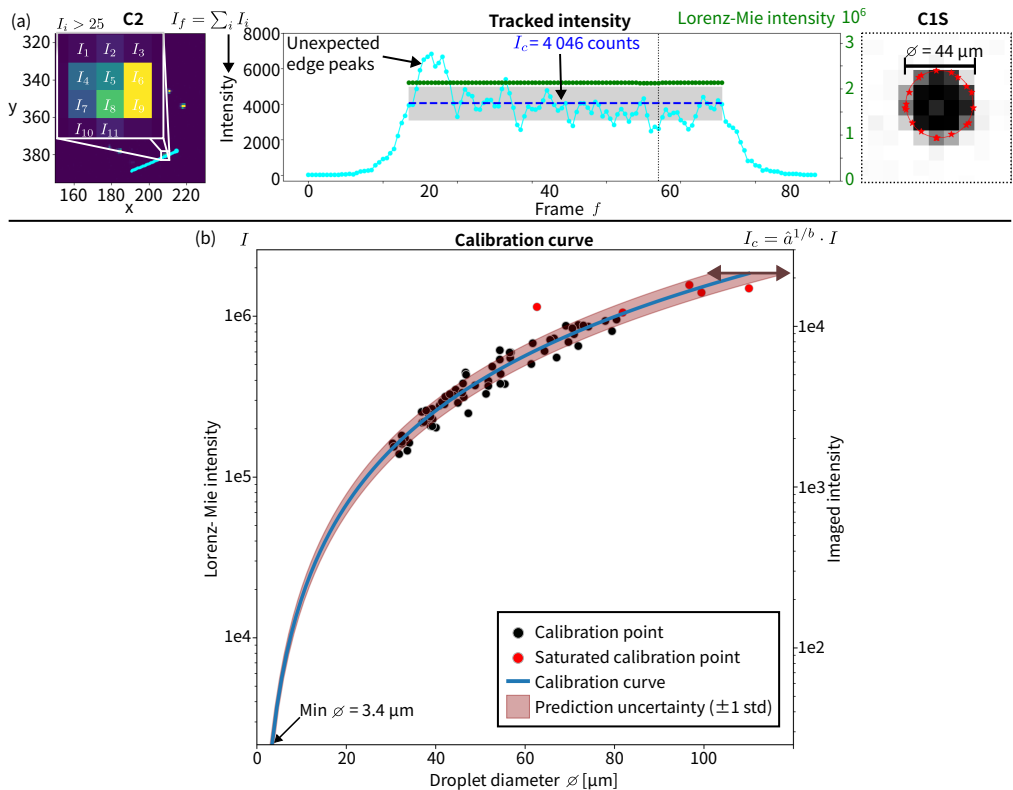 (a)
I_i > 25
C2
I_f = ∑_i I_i
Tracked intensity
Lorenz-Mie intensity 10⁶
C1S
320
340
360
380
y
I_1 I_2 I_3
I_4 I_5 I_6
I_7 I_8 I_9
I_10 I_11
160 180 200 220
x
Intensity
8000
6000
4000
2000
0
Unexpected
edge peaks
I_c = 4 046 counts
3
2
1
0
0 20 40 60 80
Frame f
⌀ = 44 µm
(b)
I
Calibration curve
I_c = â^{1/b} · I
Lorenz- Mie intensity
1e6
1e5
1e4
Imaged intensity
1e4
1e3
1e2
Calibration point
Saturated calibration point
Calibration curve
Prediction uncertainty (±1 std)
Min ⌀ = 3.4 µm
0 20 40 60 80 100
Droplet diameter ⌀ [µm]